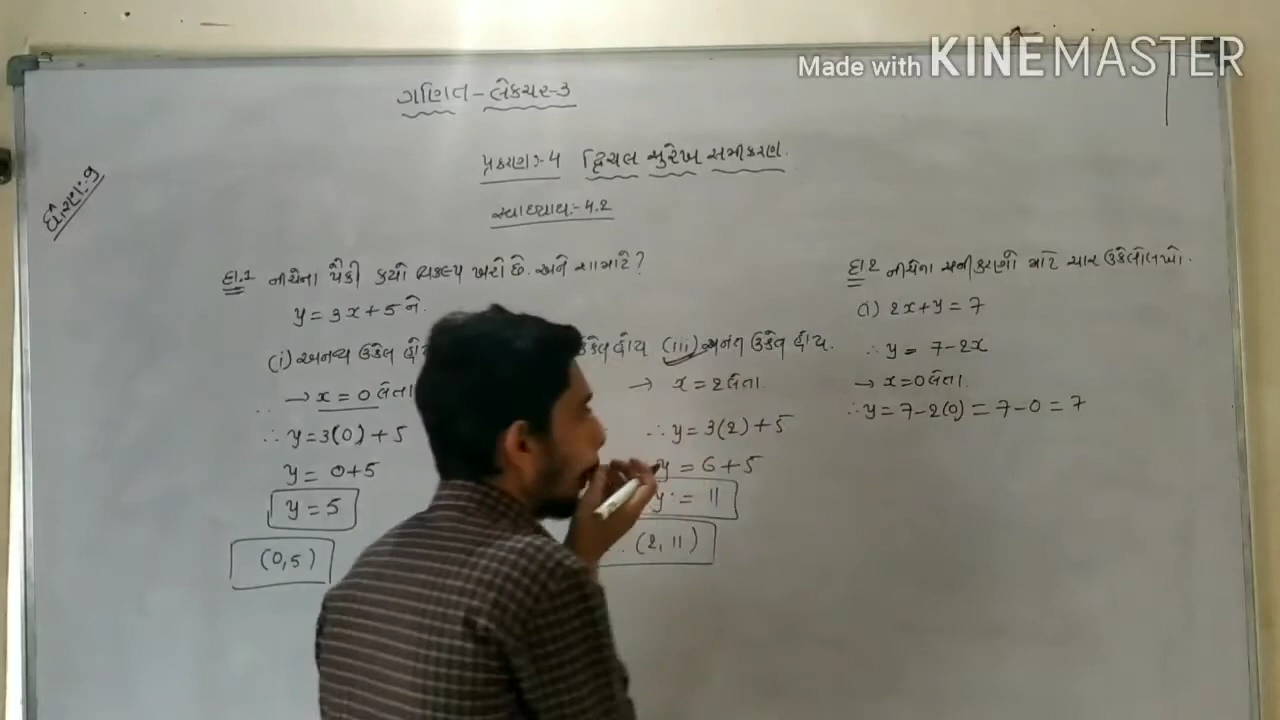 Made with KINEMASTER
ગણિત - લેક્ચર-૩
પ્રકરણ:-4 દ્વિચલ સુરેખ સમીકરણ.
ધોરણ:-9
સ્વાધ્યાય:-4.2
દા.1 નીચેના પૈકી કયો વિકલ્પ ખરો છે. અને શા માટે?
y = 3x + 5 ને.
(i) અનન્ય ઉકેલ હોય ઉકેલ હોય (iii) અનંત ઉકેલ હોય.
→ x = 0 લેતા
∴ y = 3(0) + 5
y = 0+5
y = 5
(0,5)
→ x = 2 લેતા.
∴ y = 3(2) + 5
y = 6 + 5
y = 11
(2, 11)
દા 2 નીચેના સમીકરણો માટે ચાર ઉકેલો લખો.
(i) 2x + y = 7
∴ y = 7 - 2x
→ x = 0 લેતા.
∴ y = 7 - 2(0) = 7 - 0 = 7